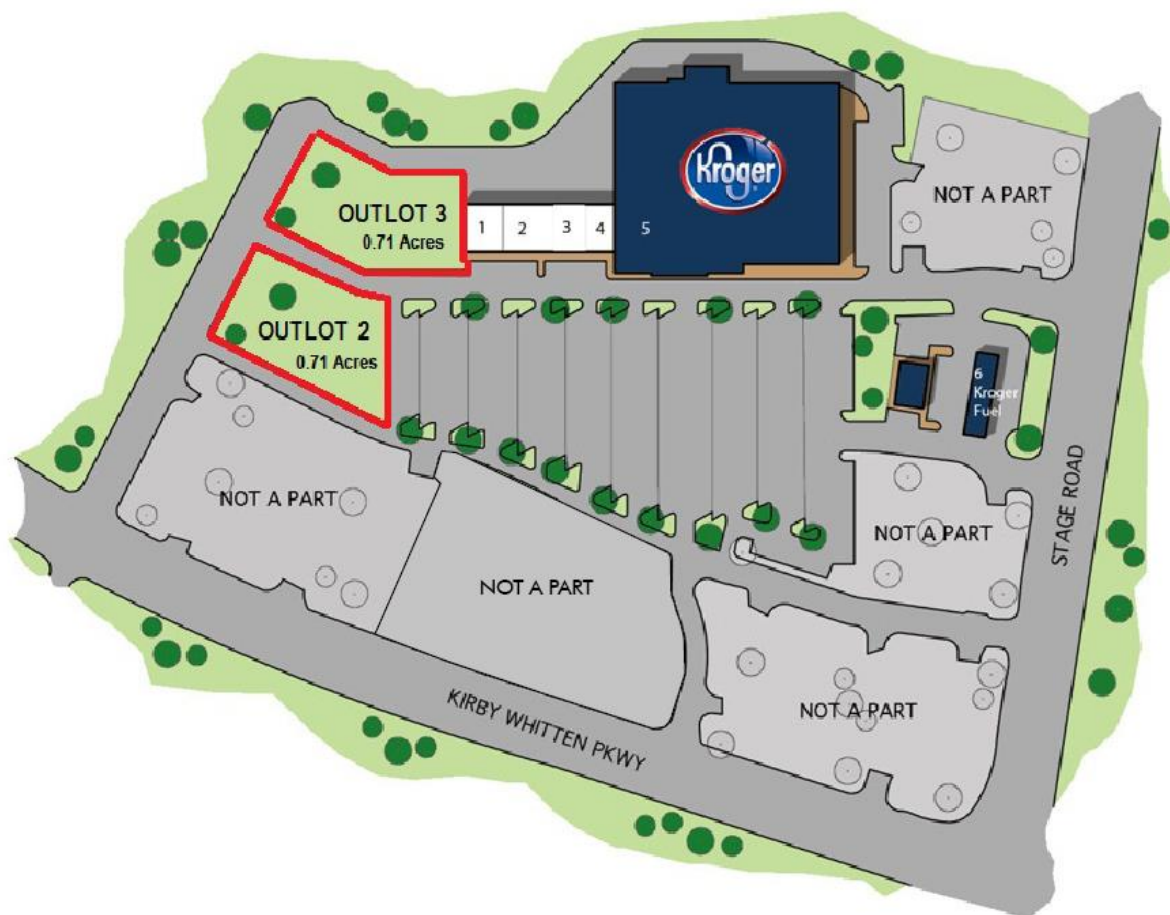 Kroger
NOT A PART
OUTLOT 3
0.71 Acres
1
2
3
4
5
OUTLOT 2
0.71 Acres
6
Kroger
Fuel
NOT A PART
NOT A PART
STAGE ROAD
NOT A PART
KIRBY WHITTEN PKWY
NOT A PART